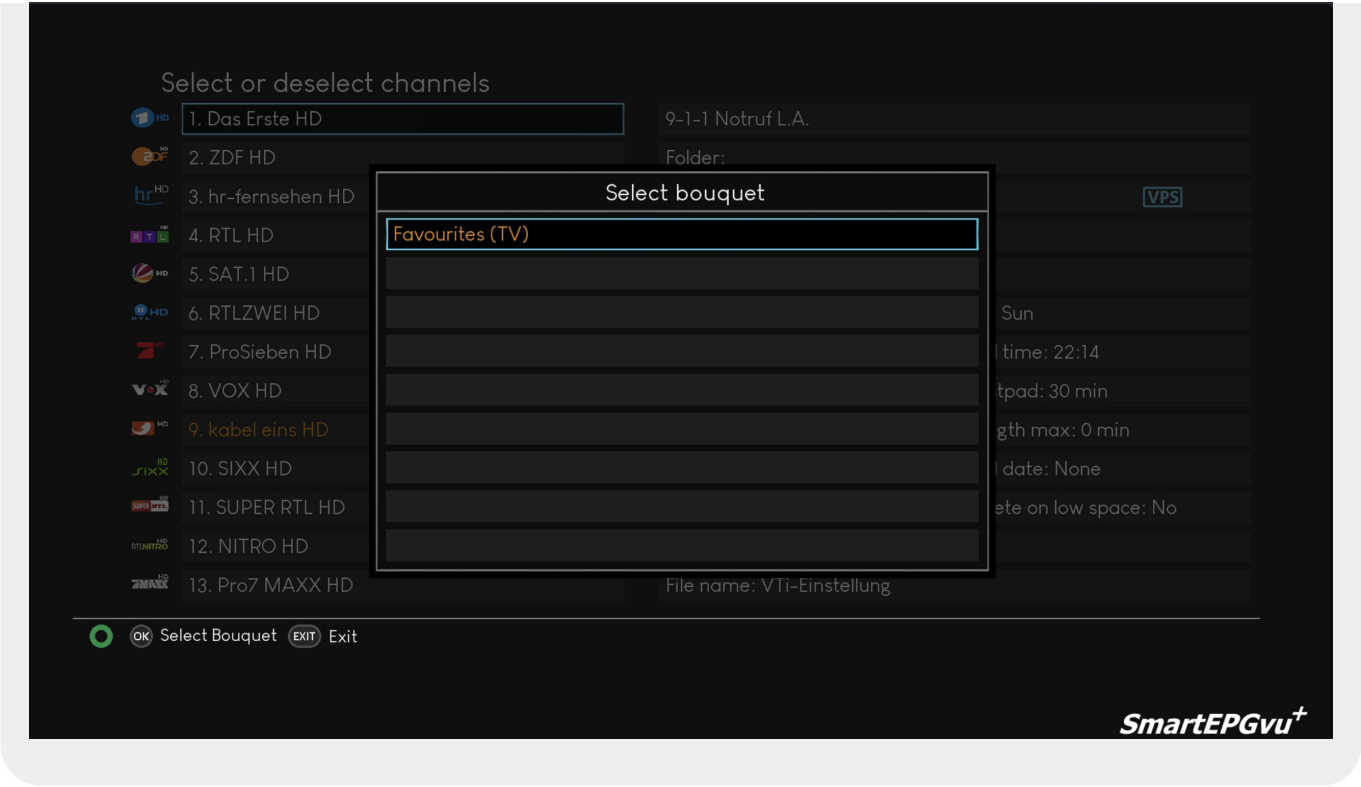 Select or deselect channels
1. Das Erste HD
2. ZDF HD
3. hr-fernsehen HD
4. RTL HD
5. SAT.1 HD
6. RTLZWEI HD
7. ProSieben HD
8. VOX HD
9. kabel eins HD
10. SIXX HD
11. SUPER RTL HD
12. NITRO HD
13. Pro7 MAXX HD
9-1-1 Notruf L.A.
Folder:
VPS
Sun
time: 22:14
tpad: 30 min
gth max: 0 min
date: None
ete on low space: No
File name: VTi-Einstellung
Select bouquet
Favourites (TV)
OK Select Bouquet EXIT Exit
SmartEPGvu+